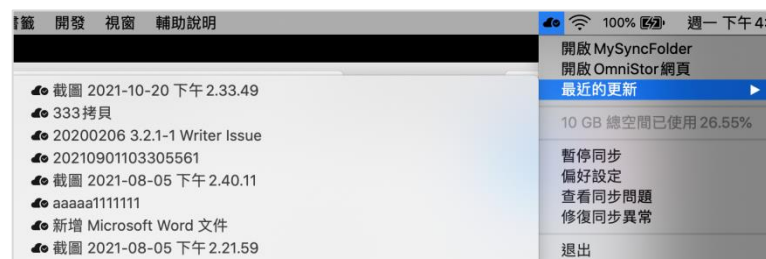 籤 開發 視窗 輔助說明 100% 週一 下午 4:
開啟 MySyncFolder
開啟 OmniStor 網頁
最近的更新
10 GB 總空間已使用 26.55%
暫停同步
偏好設定
查看同步問題
修復同步異常
退出
截圖 2021-10-20 下午 2.33.49
333拷貝
20200206 3.2.1-1 Writer Issue
202109011033055​61
截圖 2021-08-05 下午 2.40.11
aaaaa1111111
新增 Microsoft Word 文件
截圖 2021-08-05 下午 2.21.59